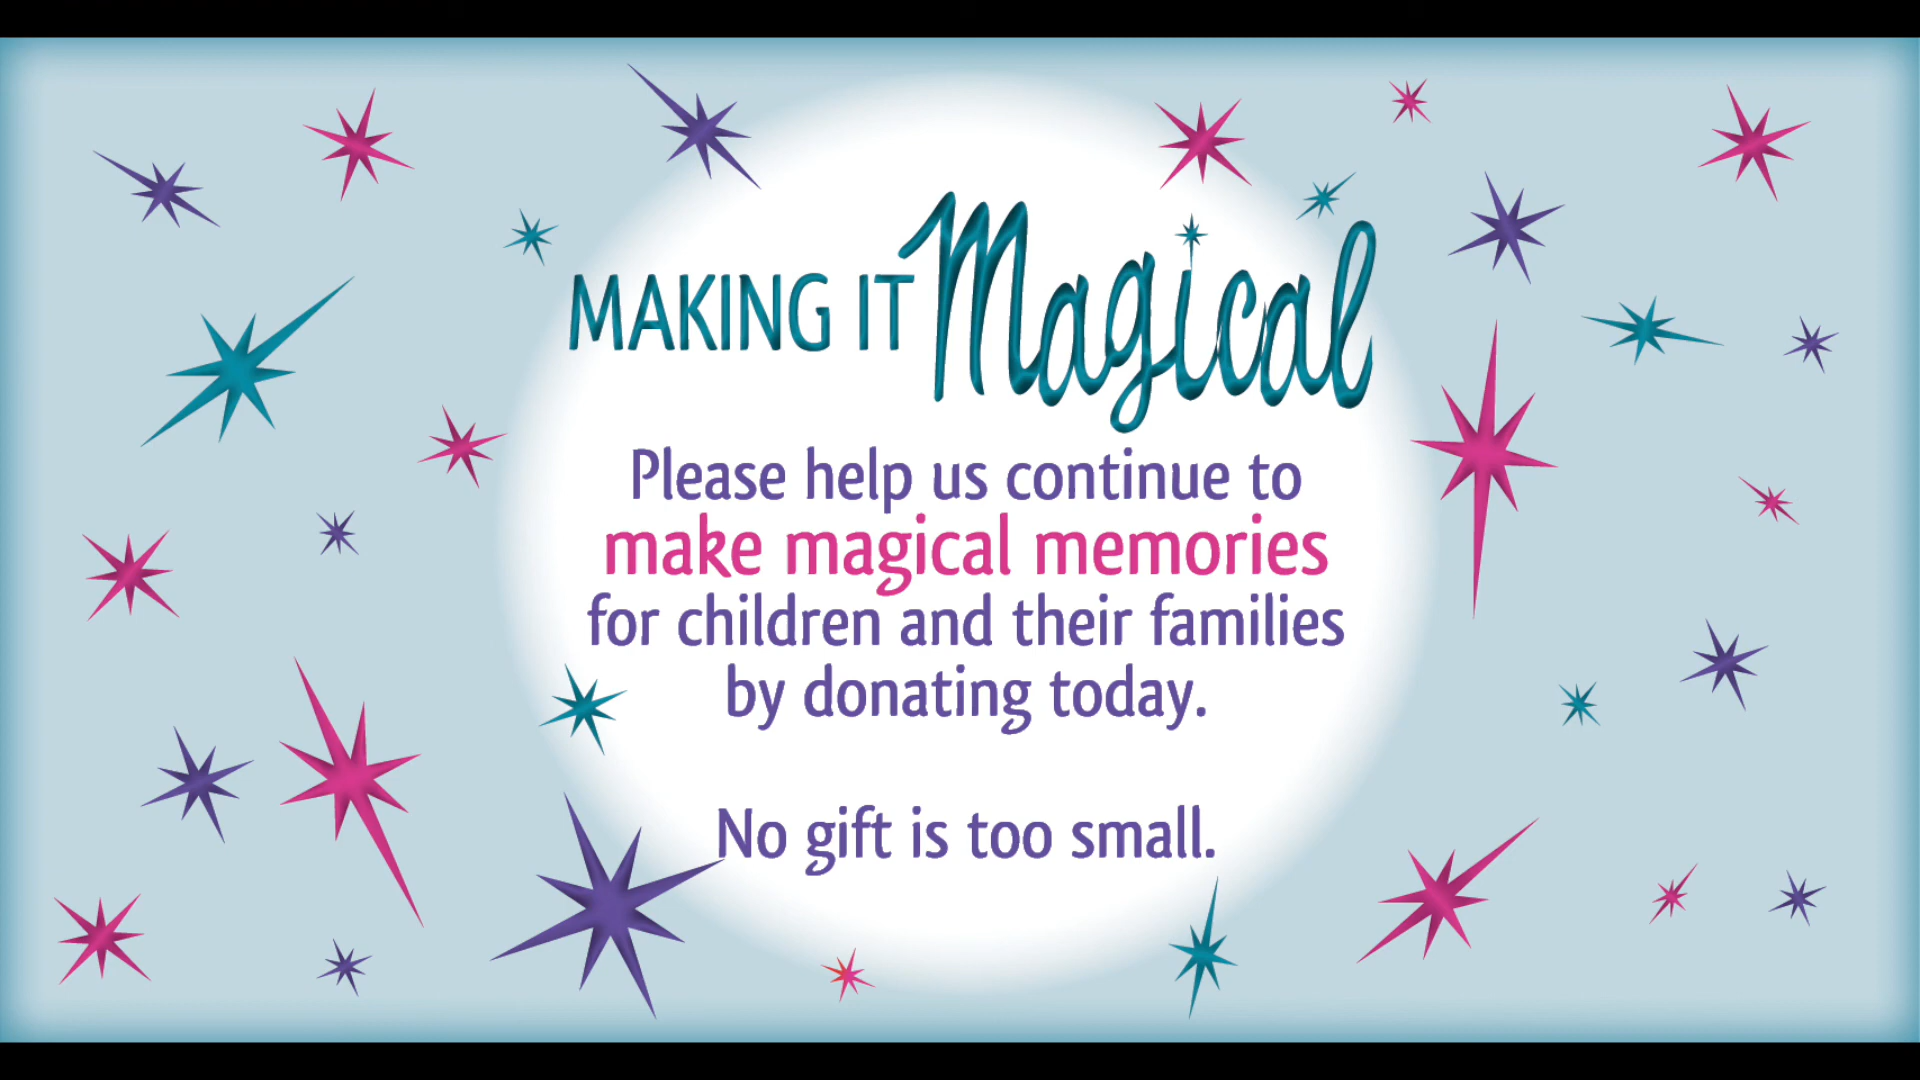 MAKING IT Magical
Please help us continue to
make magical memories
for children and their families
by donating today.
No gift is too small.